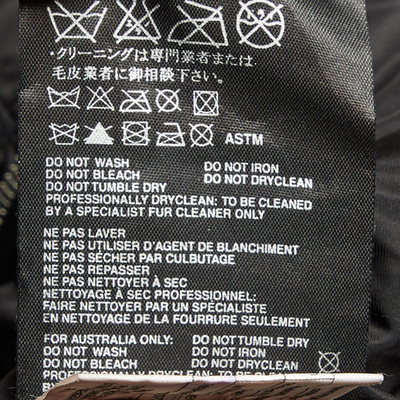 ・クリーニングは専門業者または
毛皮業者に御相談下さい。
ASTM
DO NOT WASH DO NOT IRON
DO NOT BLEACH DO NOT DRYCLEAN
DO NOT TUMBLE DRY
PROFESSIONALLY DRYCLEAN: TO BE CLEANED
BY A SPECIALIST FUR CLEANER ONLY
NE PAS LAVER
NE PAS UTILISER D'AGENT DE BLANCHIMENT
NE PAS SÉCHER PAR CULBUTAGE
NE PAS REPASSER
NE PAS NETTOYER À SEC
NETTOYAGE À SEC PROFESSIONNEL:
FAIRE NETTOYER PAR UN SPÉCIALISTE
EN NETTOYAGE DE LA FOURRURE SEULEMENT
FOR AUSTRALIA ONLY: DO NOT TUMBLE DRY
DO NOT WASH DO NOT IRON
DO NOT BLEACH DO NOT DRYCLEAN